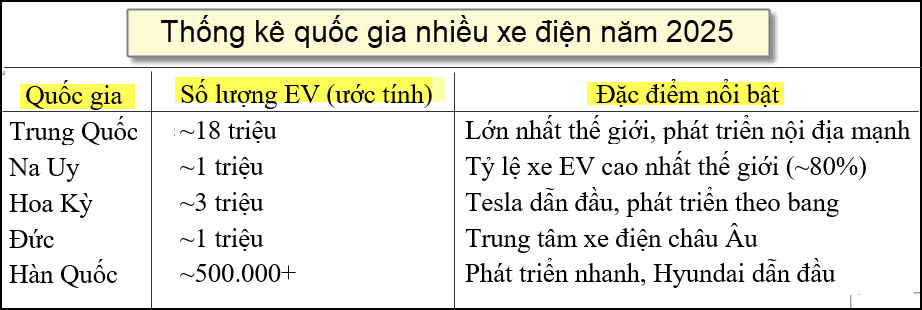 Thống kê quốc gia nhiều xe điện năm 2025
Quốc gia Số lượng EV (ước tính) Đặc điểm nổi bật
Trung Quốc ~18 triệu Lớn nhất thế giới, phát triển nội địa mạnh
Na Uy ~1 triệu Tỷ lệ xe EV cao nhất thế giới (~80%)
Hoa Kỳ ~3 triệu Tesla dẫn đầu, phát triển theo bang
Đức ~1 triệu Trung tâm xe điện châu Âu
Hàn Quốc ~500.000+ Phát triển nhanh, Hyundai dẫn đầu